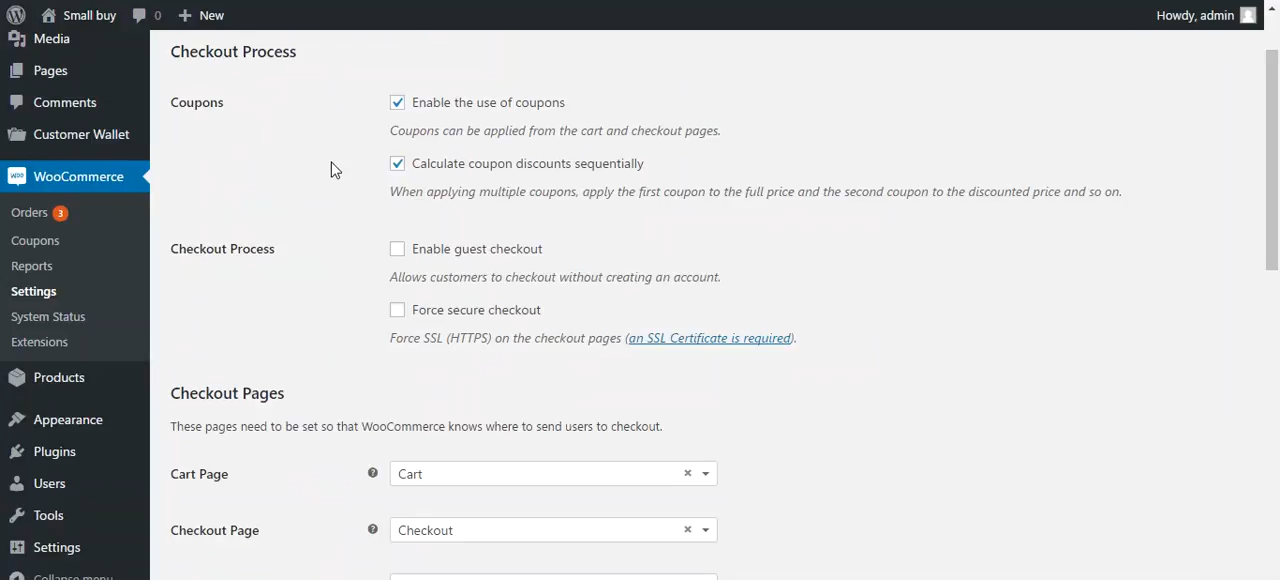 Small buy
0
New
Howdy, admin
Media
Pages
Comments
Customer Wallet
WooCommerce
Orders 3
Coupons
Reports
Settings
System Status
Extensions
Products
Appearance
Plugins
Users
Tools
Settings
Collapse menu
Checkout Process
Coupons
Enable the use of coupons
Coupons can be applied from the cart and checkout pages.
Calculate coupon discounts sequentially
When applying multiple coupons, apply the first coupon to the full price and the second coupon to the discounted price and so on.
Checkout Process
Enable guest checkout
Allows customers to checkout without creating an account.
Force secure checkout
Force SSL (HTTPS) on the checkout pages (an SSL Certificate is required).
Checkout Pages
These pages need to be set so that WooCommerce knows where to send users to checkout.
Cart Page
Cart
Checkout Page
Checkout